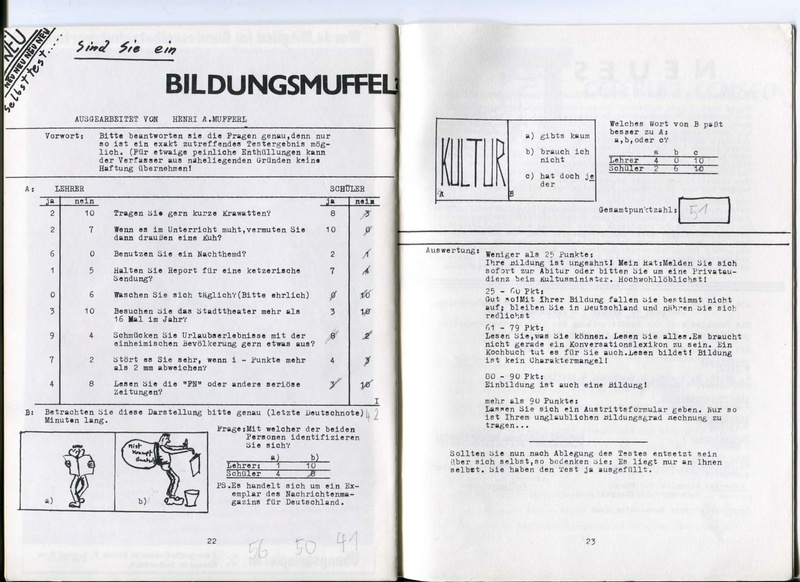 NEU
NEU NEU NEU NEU
Selbsttest.....
Sind Sie ein
BILDUNGSMUFFEL?
AUSGEARBEITET VON HENRI A.MUFFERL
Vorwort: Bitte beantworten sie die Fragen genau,denn nur
so ist ein exakt zutreffendes Testergebnis mög-
lich. (Für etwaige peinliche Enthüllungen kann
der Verfasser aus naheliegenden Gründen keine
Haftung übernehmen!
A: LEHRER SCHÜLER
ja nein ja nein
2 10 Tragen Sie gern kurze Krawatten? 8 3
2 7 Wenn es im Unterricht muht,vermuten Sie 10 0
dann draußen eine Kuh?
6 0 Benutzen Sie ein Nachthemd? 2 1
1 5 Halten Sie Report für eine ketzerische 7 4
Sendung?
0 6 Waschen Sie sich täglich?(Bitte ehrlich) 0 10
3 10 Besuchen Sie das Stadttheater mehr als 3 10
16 Mal im Jahr?
9 4 Schmücken Sie Urlaubserlebnisse mit der 8 2
einheimischen Bevölkerung gern etwas aus?
7 2 Stört es Sie sehr, wenn i - Punkte mehr 4 3
als 2 mm abweichen?
4 8 Lesen Sie die "FN" oder andere seriöse 3 10
Zeitungen?
I
B: Betrachten Sie diese Darstellung bitte genau (letzte Deutschnote) 42
Minuten lang.
a)
b)
Frage:Mit welcher der beiden
Personen identifizieren
Sie sich?
a) b)
Lehrer: 1 10
Schüler 4 8
PS.Es handelt sich um ein Ex-
emplar des Nachrichtenma-
gazins für Deutschland.
22
56 50 41
KULTUR
A B
a) gibts kaum
b) brauch ich
nicht
c) hat doch je
der
Welches Wort von B paßt
besser zu A:
a,b,oder c?
a b c
Lehrer 4 0 10
Schüler 2 6 10
Gesamtpunktzahl: 51
Auswertung: Weniger als 25 Punkte:
Ihre Bildung ist ungeahnt! Mein Rat:Melden Sie sich
sofort zur Abitur oder bitten Sie um eine Privatau-
dienz beim Kultusminister. Hochwohllöblichst!
25 - 60 Pkt:
Gut so!Mit Ihrer Bildung fallen Sie bestimmt nicht
auf; bleiben Sie in Deutschland und nähren Sie sich
redlichst
61 - 79 Pkt:
Lesen Sie,was Sie können. Lesen Sie alles.Es braucht
nicht gerade ein Konversationslexikon zu sein. Ein
Kochbuch tut es für Sie auch.Lesen bildet! Bildung
ist kein Charaktermangel!
80 - 90 Pkt:
Einbildung ist auch eine Bildung!
mehr als 90 Punkte:
Lassen Sie sich ein Austrittsformular geben. Nur so
ist Ihrem unglaublichen Bildungsgrad Rechnung zu
tragen...
Sollten Sie nun nach Ablegung des Testes entsetzt sein
über sich selbst,so bedenken Sie: Es liegt nur an Ihnen
selbst. Sie haben den Test ja ausgefüllt.
23